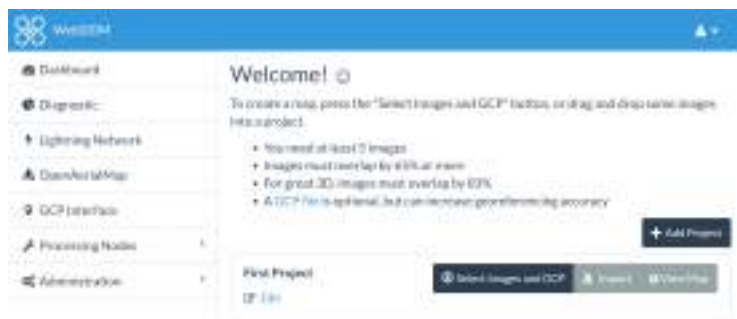 WebODM
Dashboard
Diagnostic
Lightning Network
OpenAerialMap
GCP Interface
Processing Nodes
Administration
Welcome! ☺
To create a map, press the "Select Images and GCP" button, or drag and drop some images
into a project.
• You need at least 5 images
• Images must overlap by 65% or more
• For great 3D, images must overlap by 83%
• A GCP File is optional, but can increase georeferencing accuracy
+ Add Project
First Project
Select Images and GCP
Import
View Map
Edit